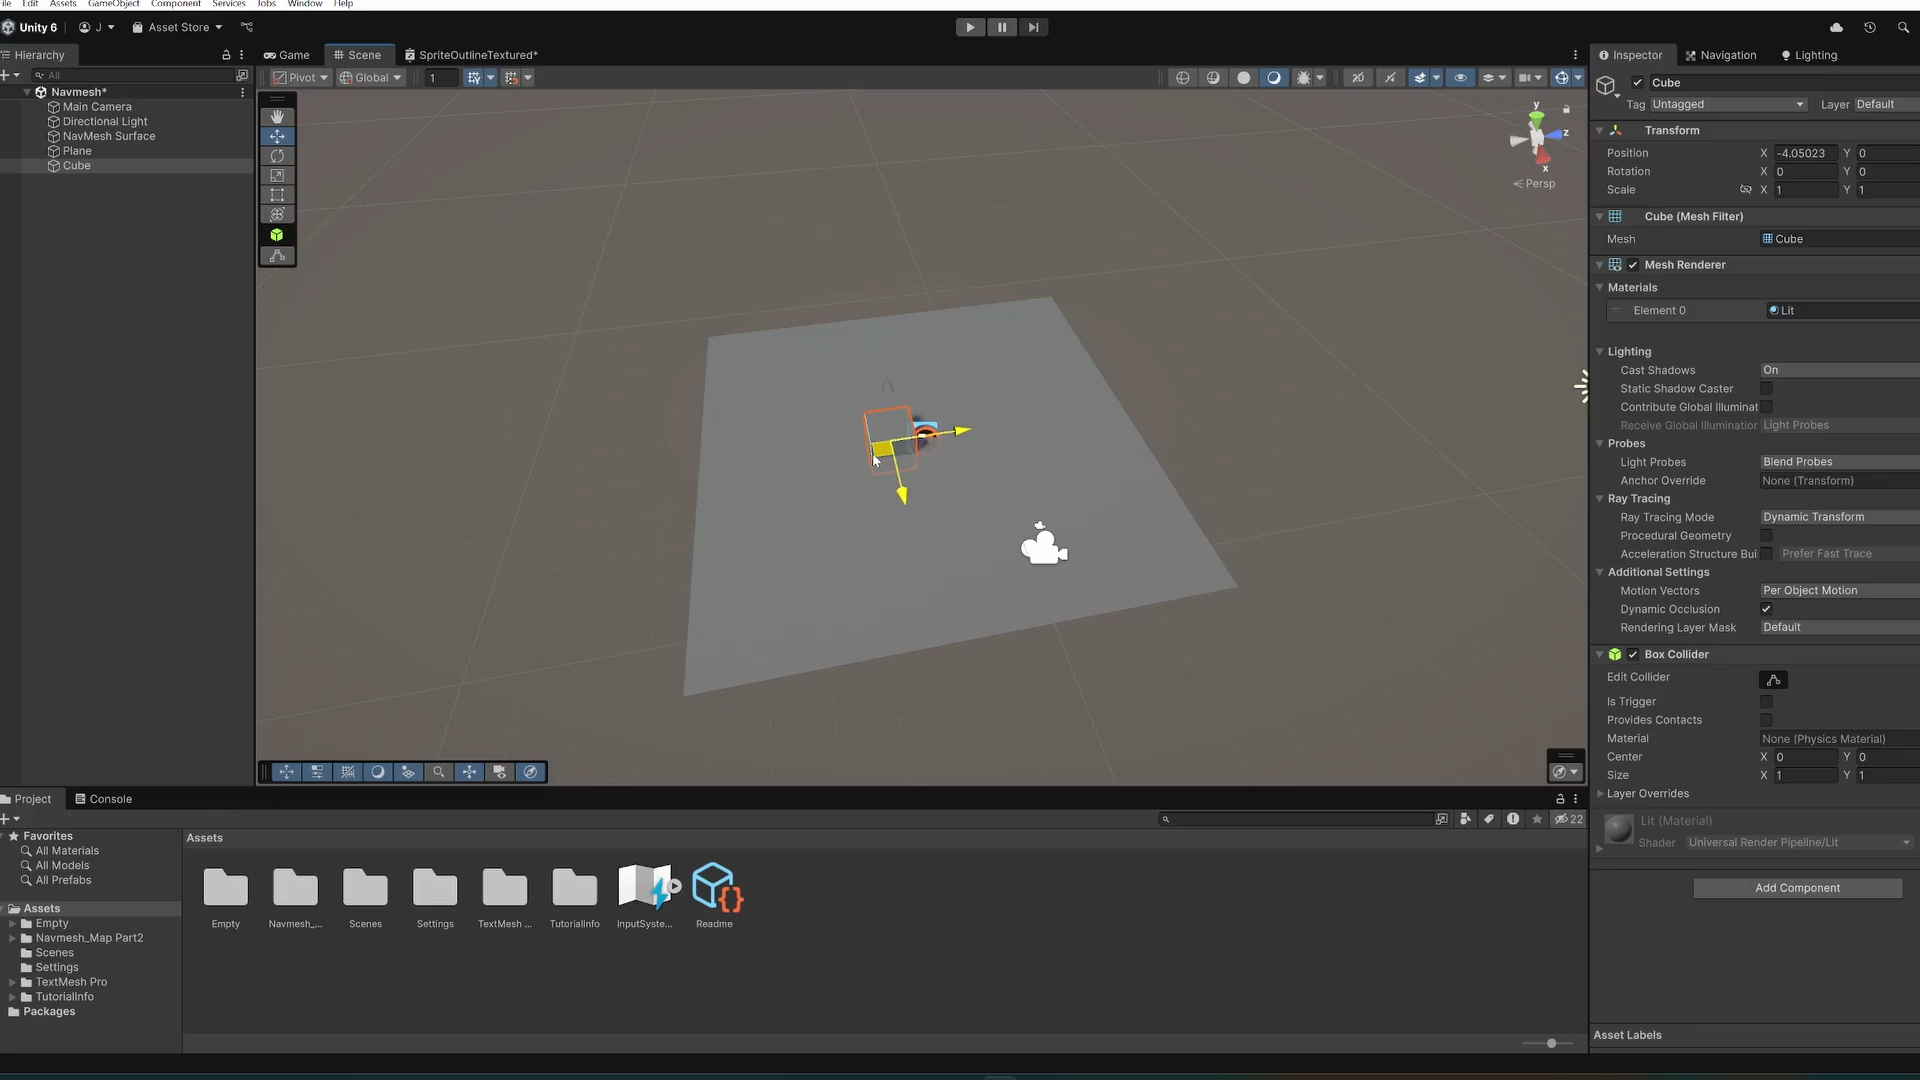 ile Edit Assets GameObject Component Services Jobs Window Help
Unity 6 J Asset Store
Hierarchy
All
Navmesh*
Main Camera
Directional Light
NavMesh Surface
Plane
Cube
Game Scene SpriteOutlineTextured*
Pivot Global 1 2D
y
z
x
Persp
Inspector Navigation Lighting
Cube
Tag Untagged Layer Default
Transform
Position X -4.05023 Y 0
Rotation X 0 Y 0
Scale X 1 Y 1
Cube (Mesh Filter)
Mesh Cube
Mesh Renderer
Materials
Element 0 Lit
Lighting
Cast Shadows On
Static Shadow Caster
Contribute Global Illuminat
Receive Global Illumination Light Probes
Probes
Light Probes Blend Probes
Anchor Override None (Transform)
Ray Tracing
Ray Tracing Mode Dynamic Transform
Procedural Geometry
Acceleration Structure Bui Prefer Fast Trace
Additional Settings
Motion Vectors Per Object Motion
Dynamic Occlusion
Rendering Layer Mask Default
Box Collider
Edit Collider
Is Trigger
Provides Contacts
Material None (Physics Material)
Center X 0 Y 0
Size X 1 Y 1
Layer Overrides
Lit (Material)
Shader Universal Render Pipeline/Lit
Add Component
Asset Labels
Project Console
22
Favorites
All Materials
All Models
All Prefabs
Assets
Empty
Navmesh_Map Part2
Scenes
Settings
TextMesh Pro
TutorialInfo
Packages
Assets
Empty Navmesh_... Scenes Settings TextMesh ... TutorialInfo InputSyste... Readme